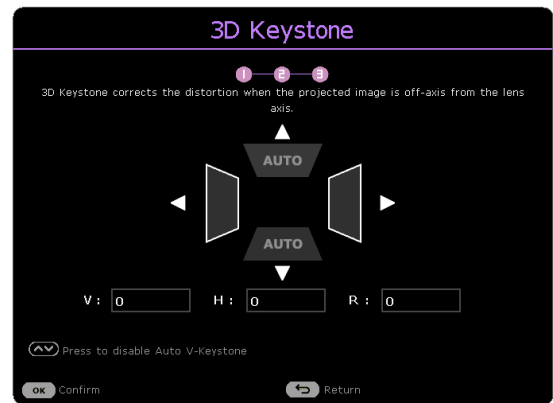 3D Keystone
1 2 3
3D Keystone corrects the distortion when the projected image is off-axis from the lens
axis.
AUTO
AUTO
V: 0 H: 0 R: 0
Press to disable Auto V-Keystone
OK Confirm Return